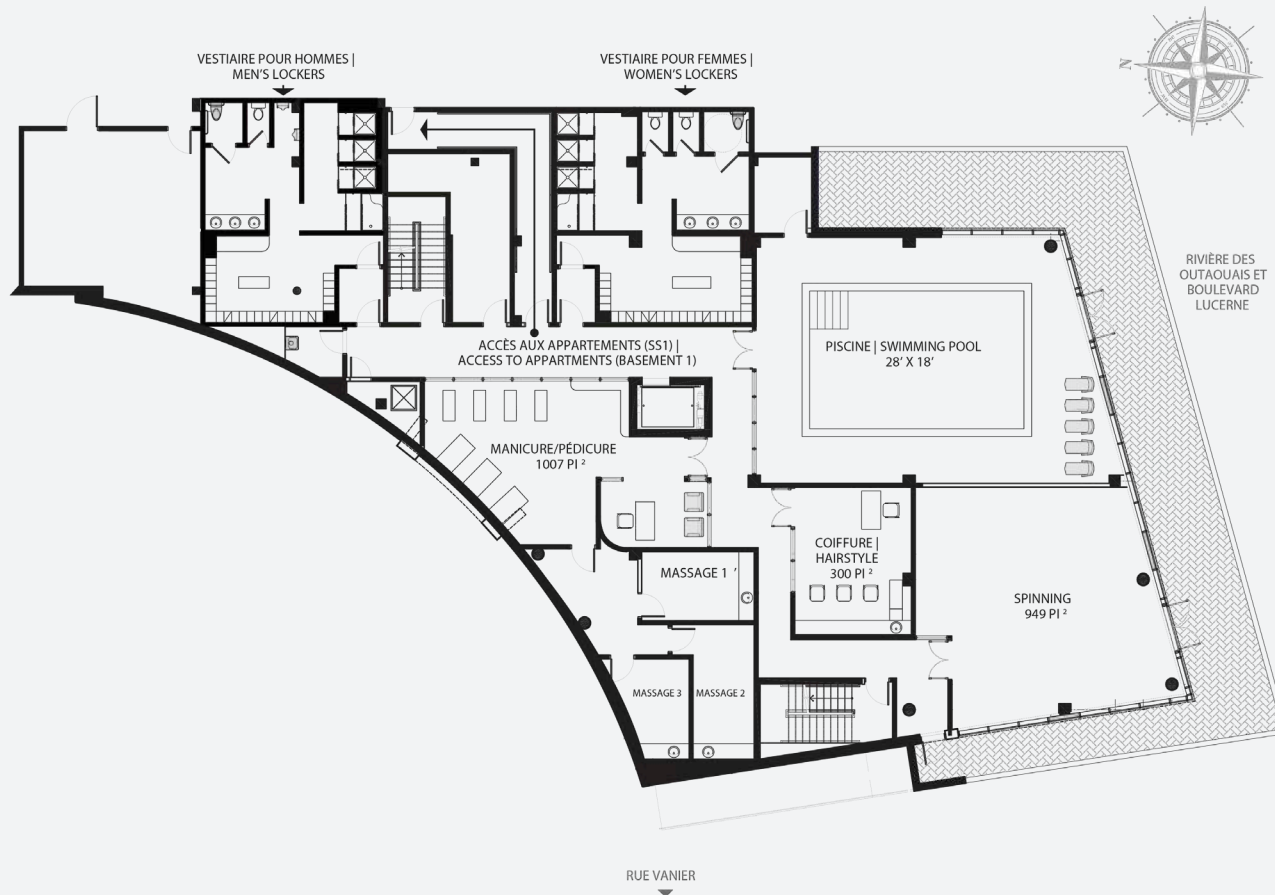 VESTIAIRE POUR HOMMES |
MEN'S LOCKERS
VESTIAIRE POUR FEMMES |
WOMEN'S LOCKERS
N
RIVIÈRE DES
OUTAOUAIS ET
BOULEVARD
LUCERNE
ACCÈS AUX APPARTEMENTS (SS1) |
ACCESS TO APPARTMENTS (BASEMENT 1)
PISCINE | SWIMMING POOL
28' X 18'
MANICURE/PÉDICURE
1007 PI ²
COIFFURE |
HAIRSTYLE
300 PI ²
MASSAGE 1 '
SPINNING
949 PI ²
MASSAGE 3
MASSAGE 2
RUE VANIER